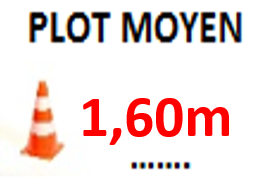 PLOT MOYEN
1,60m
.......